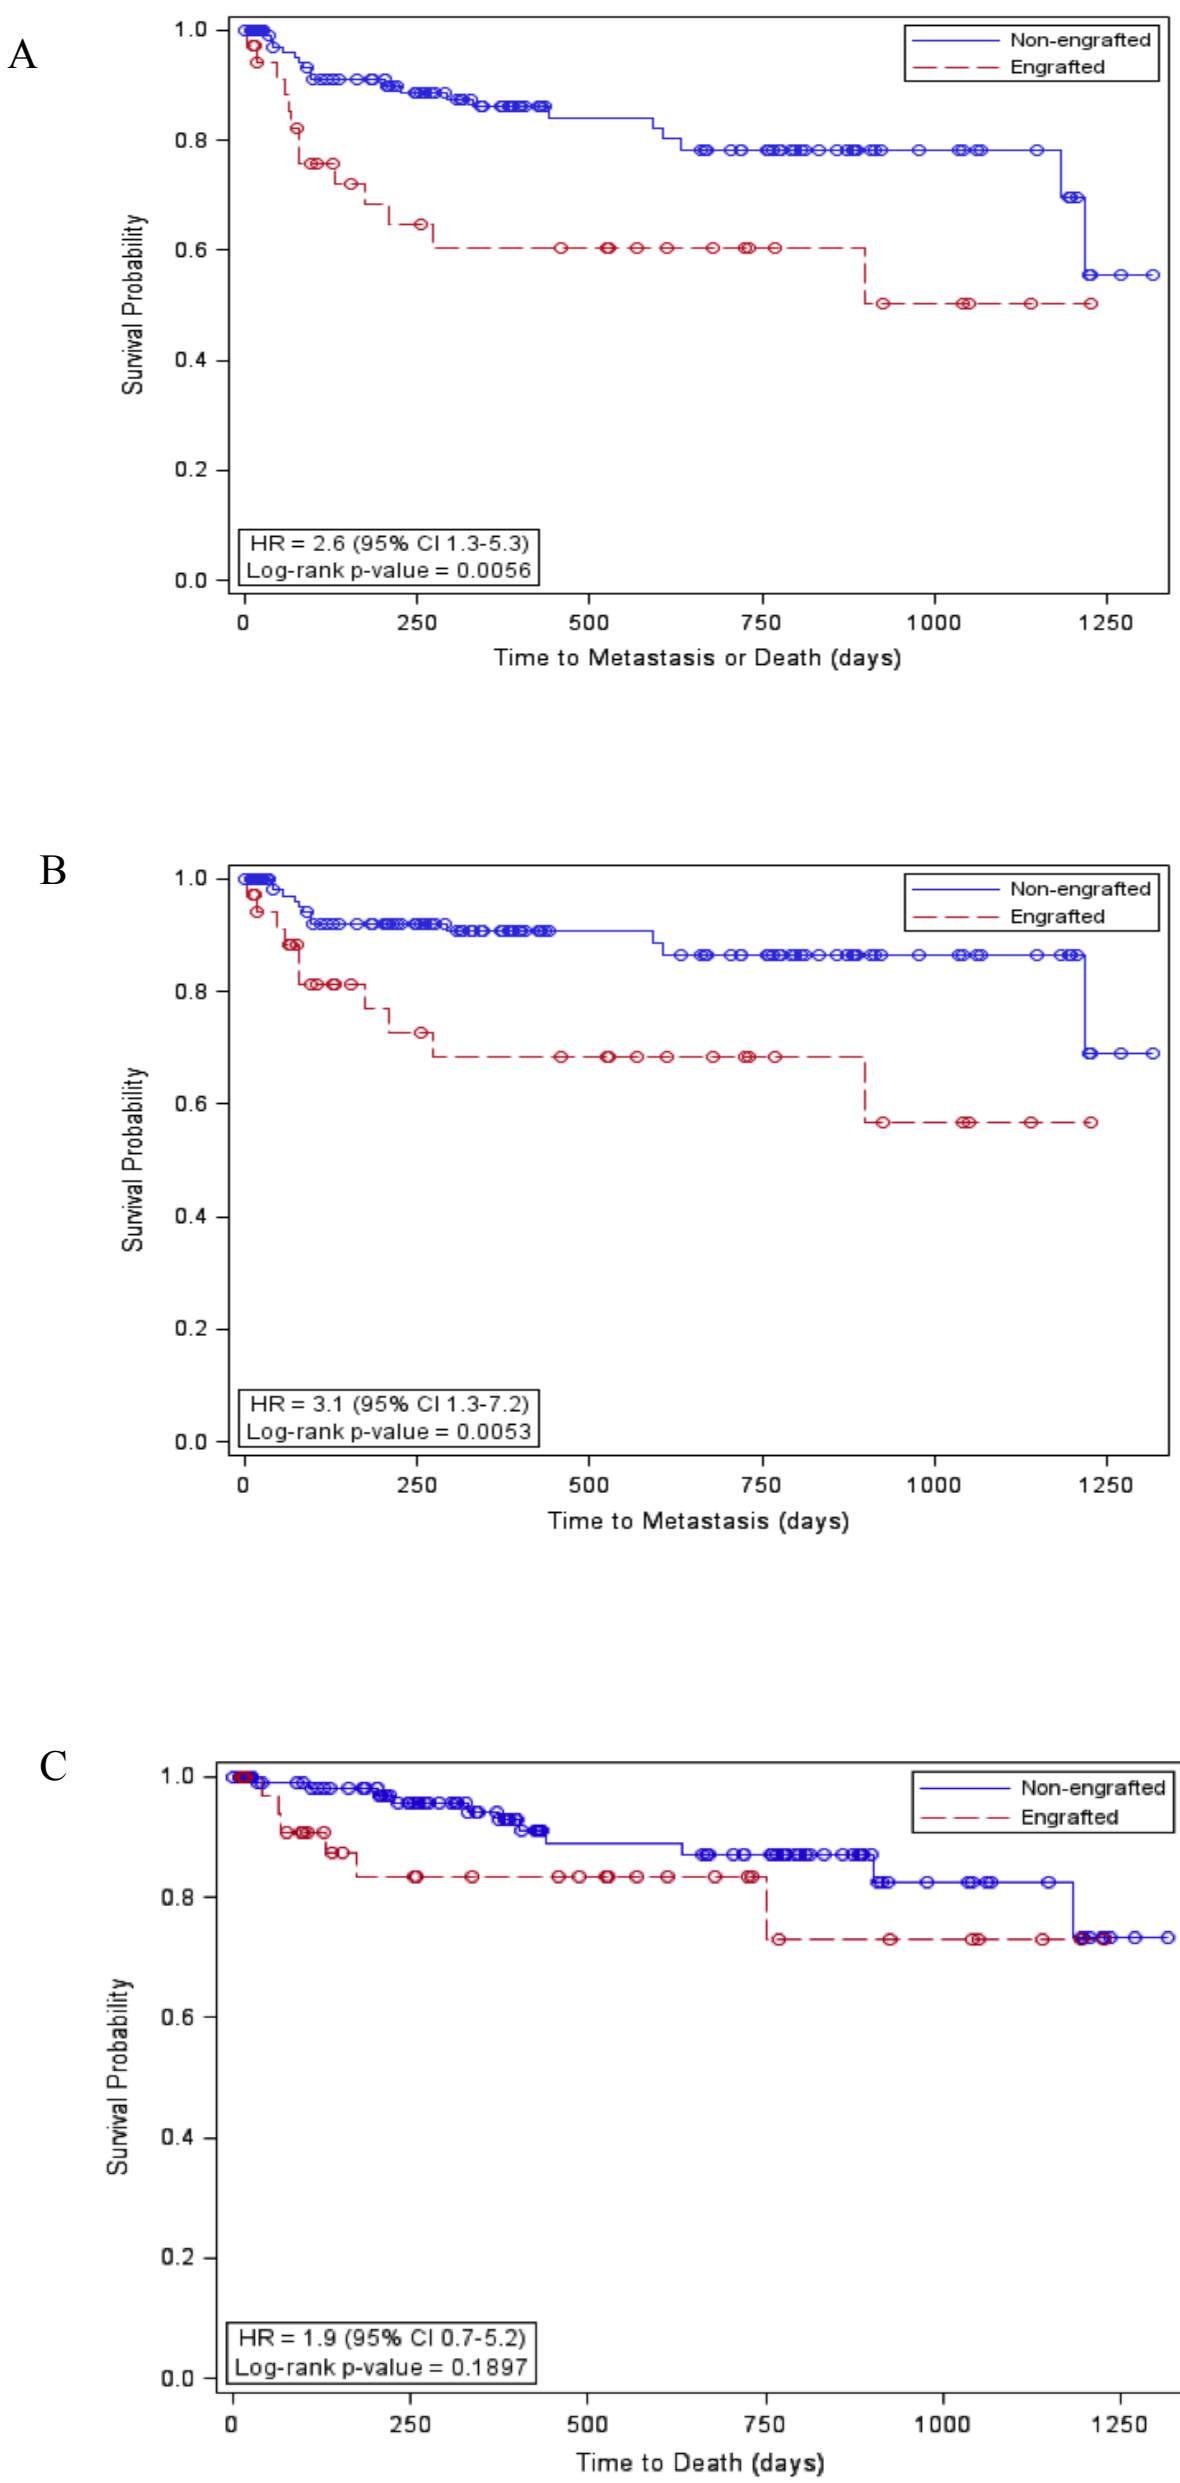 A
Non-engrafted
Engrafted
1.0
0.8
0.6
0.4
0.2
0.0
Survival Probability
HR = 2.6 (95% CI 1.3-5.3)
Log-rank p-value = 0.0056
0 250 500 750 1000 1250
Time to Metastasis or Death (days)
B
Non-engrafted
Engrafted
1.0
0.8
0.6
0.4
0.2
0.0
Survival Probability
HR = 3.1 (95% CI 1.3-7.2)
Log-rank p-value = 0.0053
0 250 500 750 1000 1250
Time to Metastasis (days)
C
Non-engrafted
Engrafted
1.0
0.8
0.6
0.4
0.2
0.0
Survival Probability
HR = 1.9 (95% CI 0.7-5.2)
Log-rank p-value = 0.1897
0 250 500 750 1000 1250
Time to Death (days)